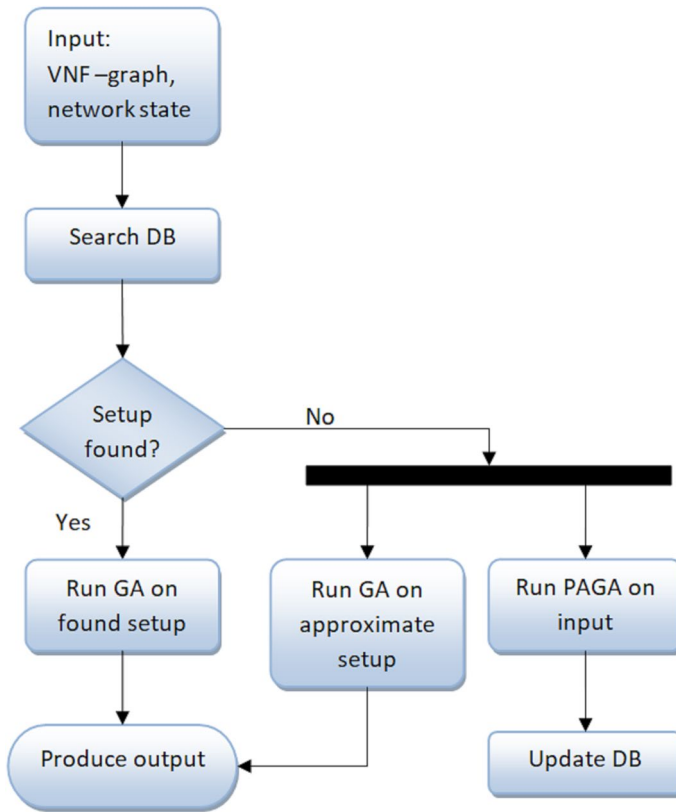 Input:
VNF –graph,
network state
Search DB
Setup
found?
No
Yes
Run GA on
found setup
Run GA on
approximate
setup
Run PAGA on
input
Produce output
Update DB